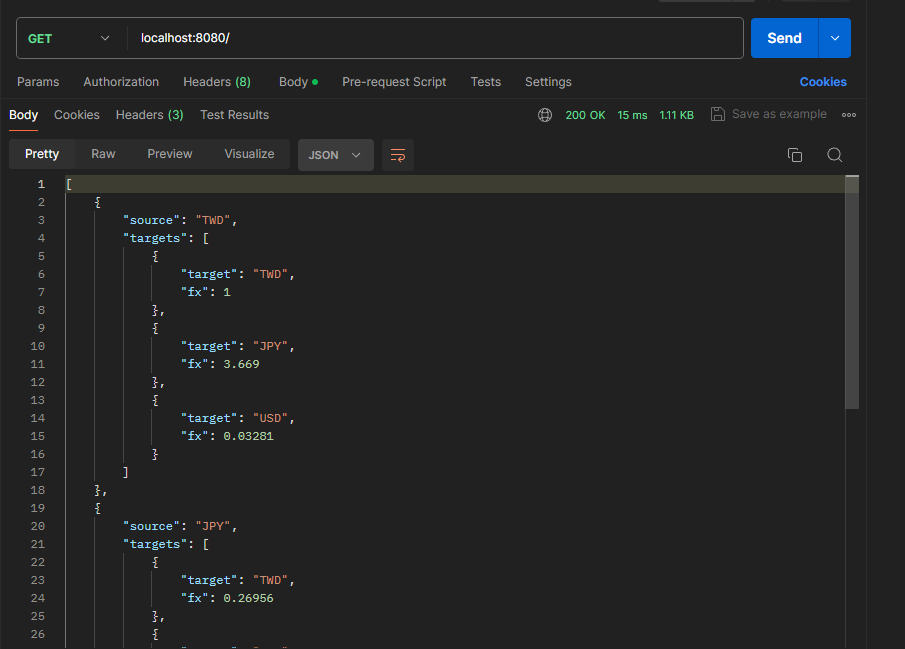 GET localhost:8080/ Send
Params Authorization Headers (8) Body Pre-request Script Tests Settings Cookies
Body Cookies Headers (3) Test Results 200 OK 15 ms 1.11 KB Save as example
Pretty Raw Preview Visualize JSON
1 [
2 {
3 "source": "TWD",
4 "targets": [
5 {
6 "target": "TWD",
7 "fx": 1
8 },
9 {
10 "target": "JPY",
11 "fx": 3.669
12 },
13 {
14 "target": "USD",
15 "fx": 0.03281
16 }
17 ]
18 },
19 {
20 "source": "JPY",
21 "targets": [
22 {
23 "target": "TWD",
24 "fx": 0.26956
25 },
26 {